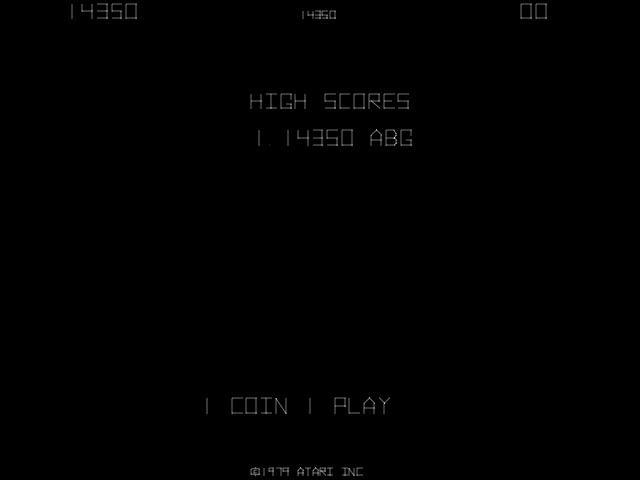 14350 14350 00
HIGH SCORES
1. 14350 ABG
1 COIN 1 PLAY
©1979 ATARI INC